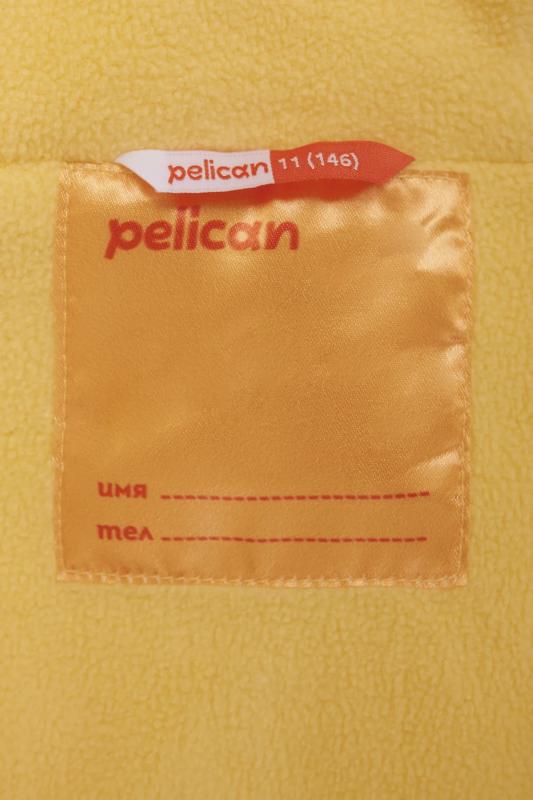 pelican 11 (146)
pelican
имя
тел